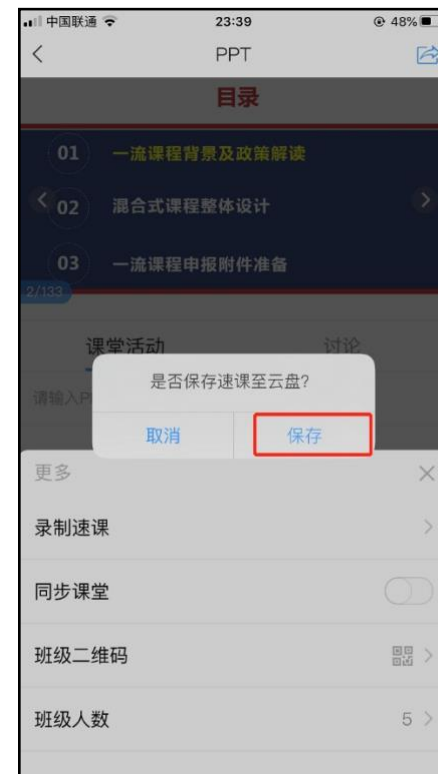 中国联通 23:39 48%
PPT
目录
01 一流课程背景及政策解读
02 混合式课程整体设计
03 一流课程申报附件准备
2/133
课堂活动 讨论
请输入P
是否保存速课至云盘?
取消 保存
更多
录制速课
同步课堂
班级二维码
班级人数 5